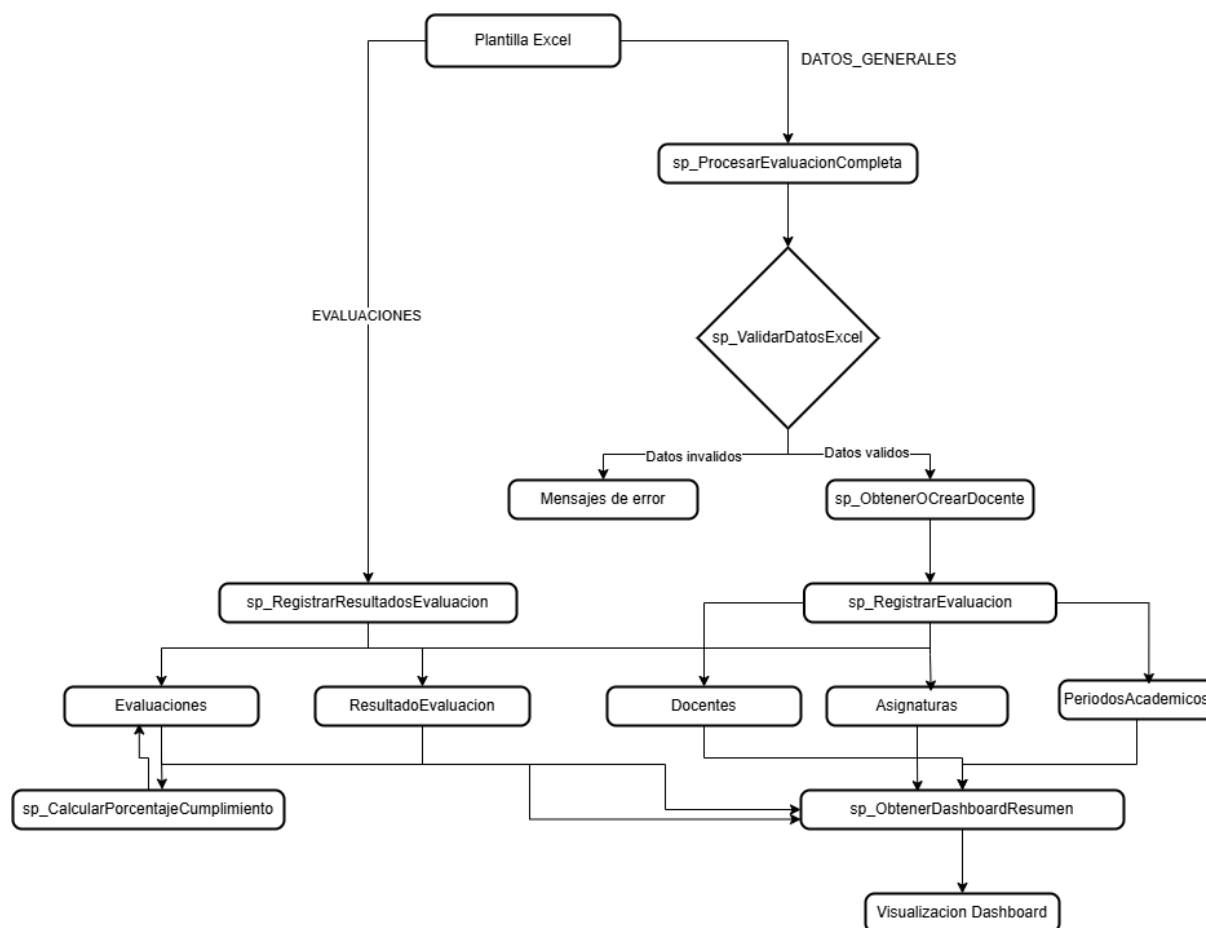 Plantilla Excel
DATOS_GENERALES
sp_ProcesarEvaluacionCompleta
EVALUACIONES
sp_ValidarDatosExcel
Datos invalidos
Datos validos
Mensajes de error
sp_ObtenerOCrearDocente
sp_RegistrarResultadosEvaluacion
sp_RegistrarEvaluacion
Evaluaciones
ResultadoEvaluacion
Docentes
Asignaturas
PeriodosAcademicos
sp_CalcularPorcentajeCumplimiento
sp_ObtenerDashboardResumen
Visualizacion Dashboard